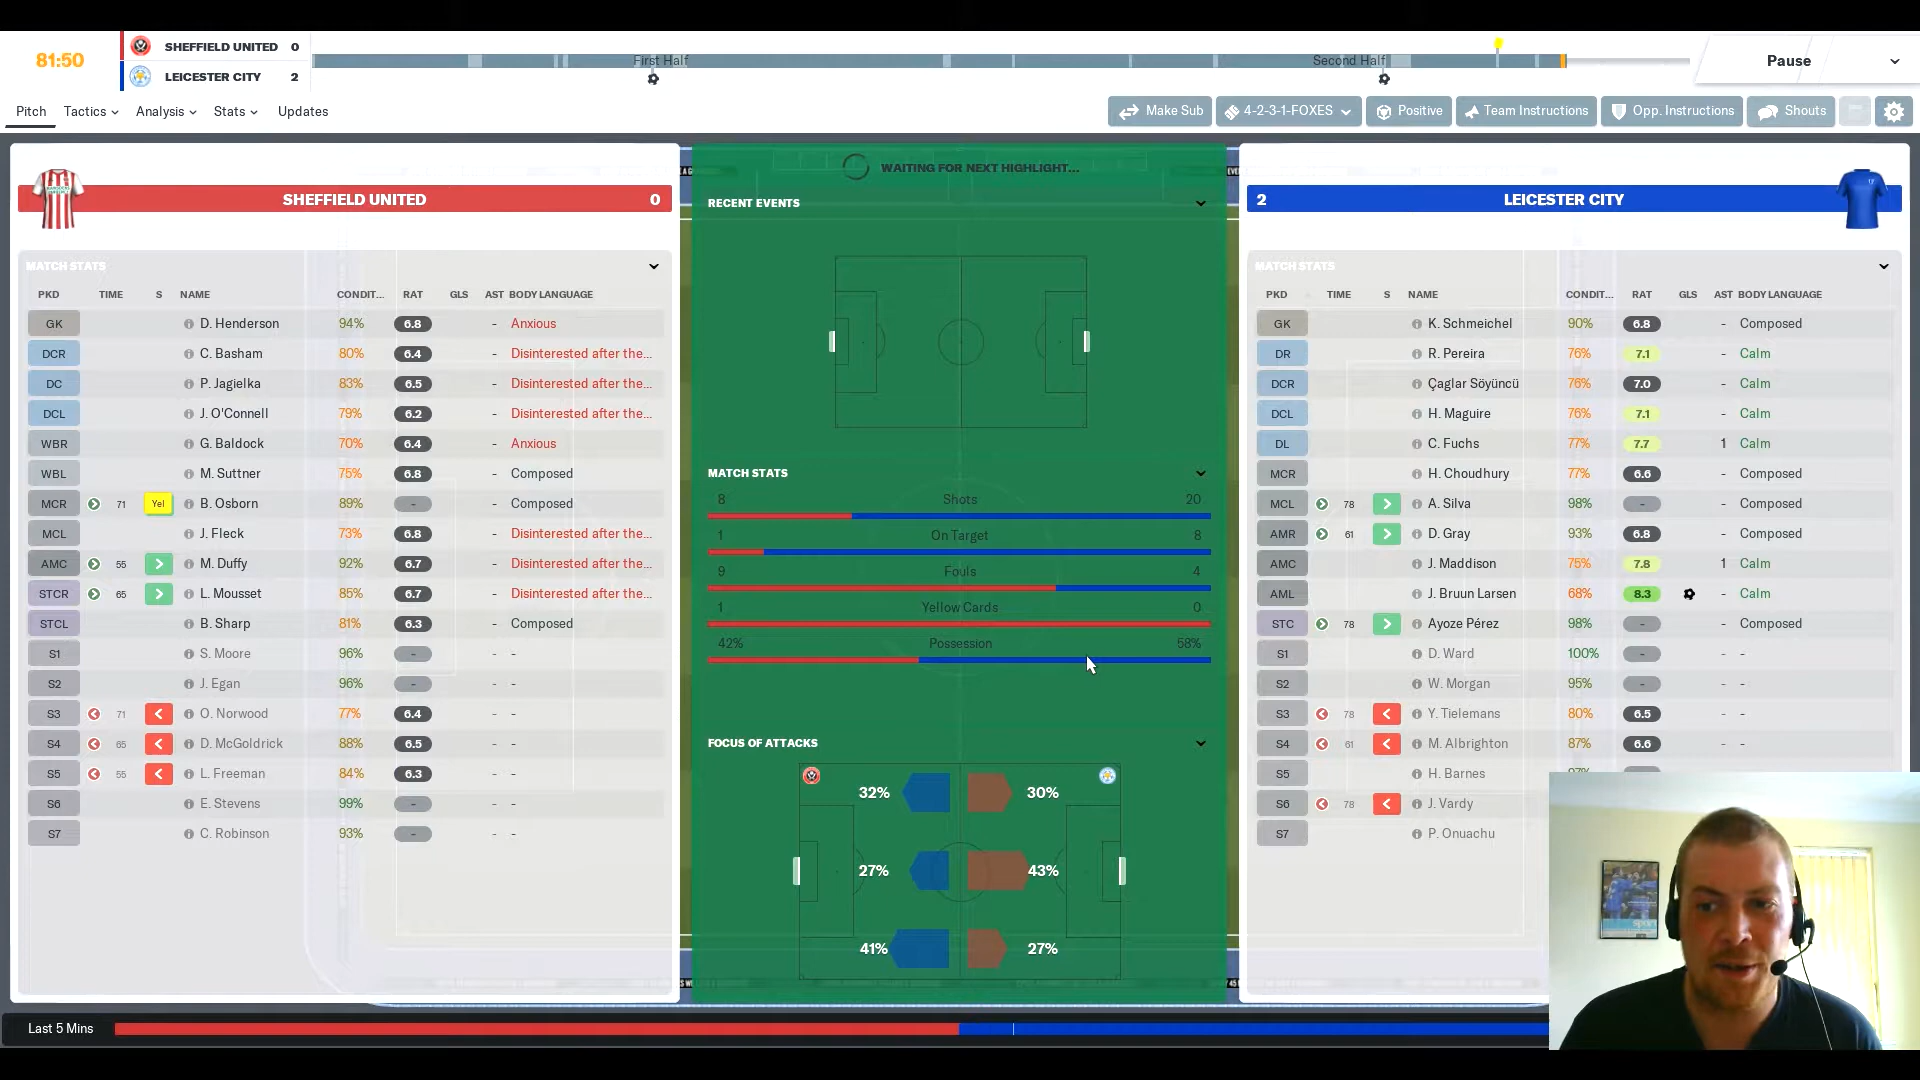 81:50
SHEFFIELD UNITED 0
LEICESTER CITY 2
First Half
Second Half
Pause
Pitch Tactics Analysis Stats Updates
Make Sub 4-2-3-1-FOXES Positive Team Instructions Opp. Instructions Shouts
SHEFFIELD UNITED 0
MATCH STATS
PKD TIME S NAME CONDIT... RAT GLS AST BODY LANGUAGE
GK D. Henderson 94% 6.8 - Anxious
DCR C. Basham 80% 6.4 - Disinterested after the...
DC P. Jagielka 83% 6.5 - Disinterested after the...
DCL J. O'Connell 79% 6.2 - Disinterested after the...
WBR G. Baldock 70% 6.4 - Anxious
WBL M. Suttner 75% 6.8 - Composed
MCR 71 Yel B. Osborn 89% - - Composed
MCL J. Fleck 73% 6.8 - Disinterested after the...
AMC 55 M. Duffy 92% 6.7 - Disinterested after the...
STCR 65 L. Mousset 85% 6.7 - Disinterested after the...
STCL B. Sharp 81% 6.3 - Composed
S1 S. Moore 96% - - -
S2 J. Egan 96% - - -
S3 71 O. Norwood 77% 6.4 - -
S4 65 D. McGoldrick 88% 6.5 - -
S5 55 L. Freeman 84% 6.3 - -
S6 E. Stevens 99% - - -
S7 C. Robinson 93% - - -
WAITING FOR NEXT HIGHLIGHT...
RECENT EVENTS
MATCH STATS
8 Shots 20
1 On Target 8
9 Fouls 4
1 Yellow Cards 0
42% Possession 58%
FOCUS OF ATTACKS
32% 30%
27% 43%
41% 27%
2 LEICESTER CITY
MATCH STATS
PKD TIME S NAME CONDIT... RAT GLS AST BODY LANGUAGE
GK K. Schmeichel 90% 6.8 - Composed
DR R. Pereira 76% 7.1 - Calm
DCR Çaglar Söyüncü 76% 7.0 - Calm
DCL H. Maguire 76% 7.1 - Calm
DL C. Fuchs 77% 7.7 1 Calm
MCR H. Choudhury 77% 6.6 - Composed
MCL 78 A. Silva 98% - - Composed
AMR 61 D. Gray 93% 6.8 - Composed
AMC J. Maddison 75% 7.8 1 Calm
AML J. Bruun Larsen 68% 8.3 - Calm
STC 78 Ayoze Pérez 98% - - Composed
S1 D. Ward 100% - - -
S2 W. Morgan 95% - - -
S3 78 Y. Tielemans 80% 6.5 - -
S4 61 M. Albrighton 87% 6.6 - -
S5 H. Barnes
S6 78 J. Vardy
S7 P. Onuachu
Last 5 Mins